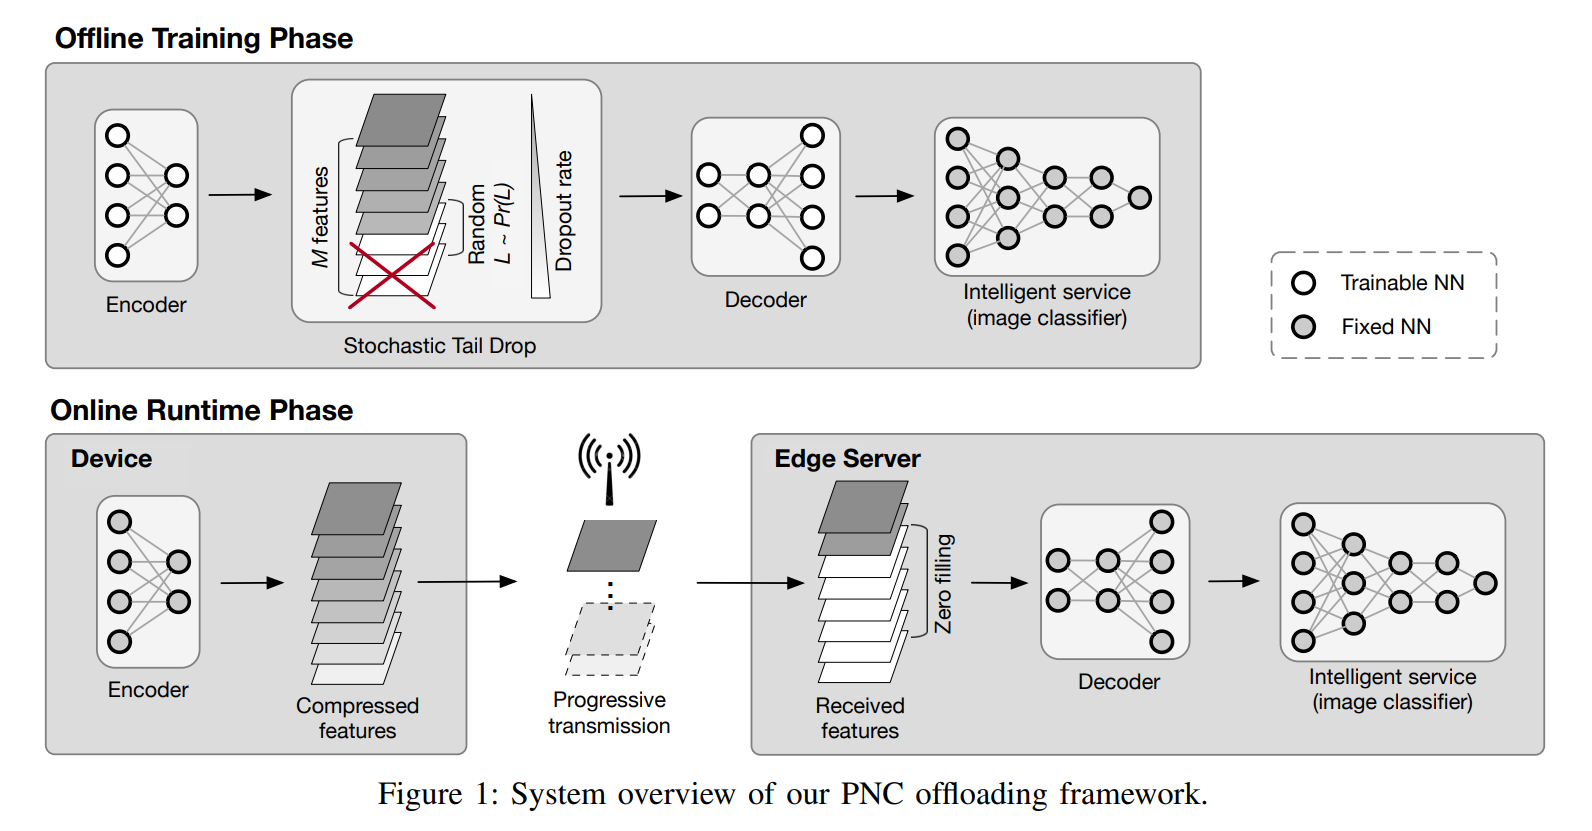 Offline Training Phase
Encoder
M features
Random
L ~ Pr(L)
Dropout rate
Stochastic Tail Drop
Decoder
Intelligent service
(image classifier)
Trainable NN
Fixed NN
Online Runtime Phase
Device
Encoder
Compressed
features
Progressive
transmission
Edge Server
Received
features
Zero filling
Decoder
Intelligent service
(image classifier)
Figure 1: System overview of our PNC offloading framework.